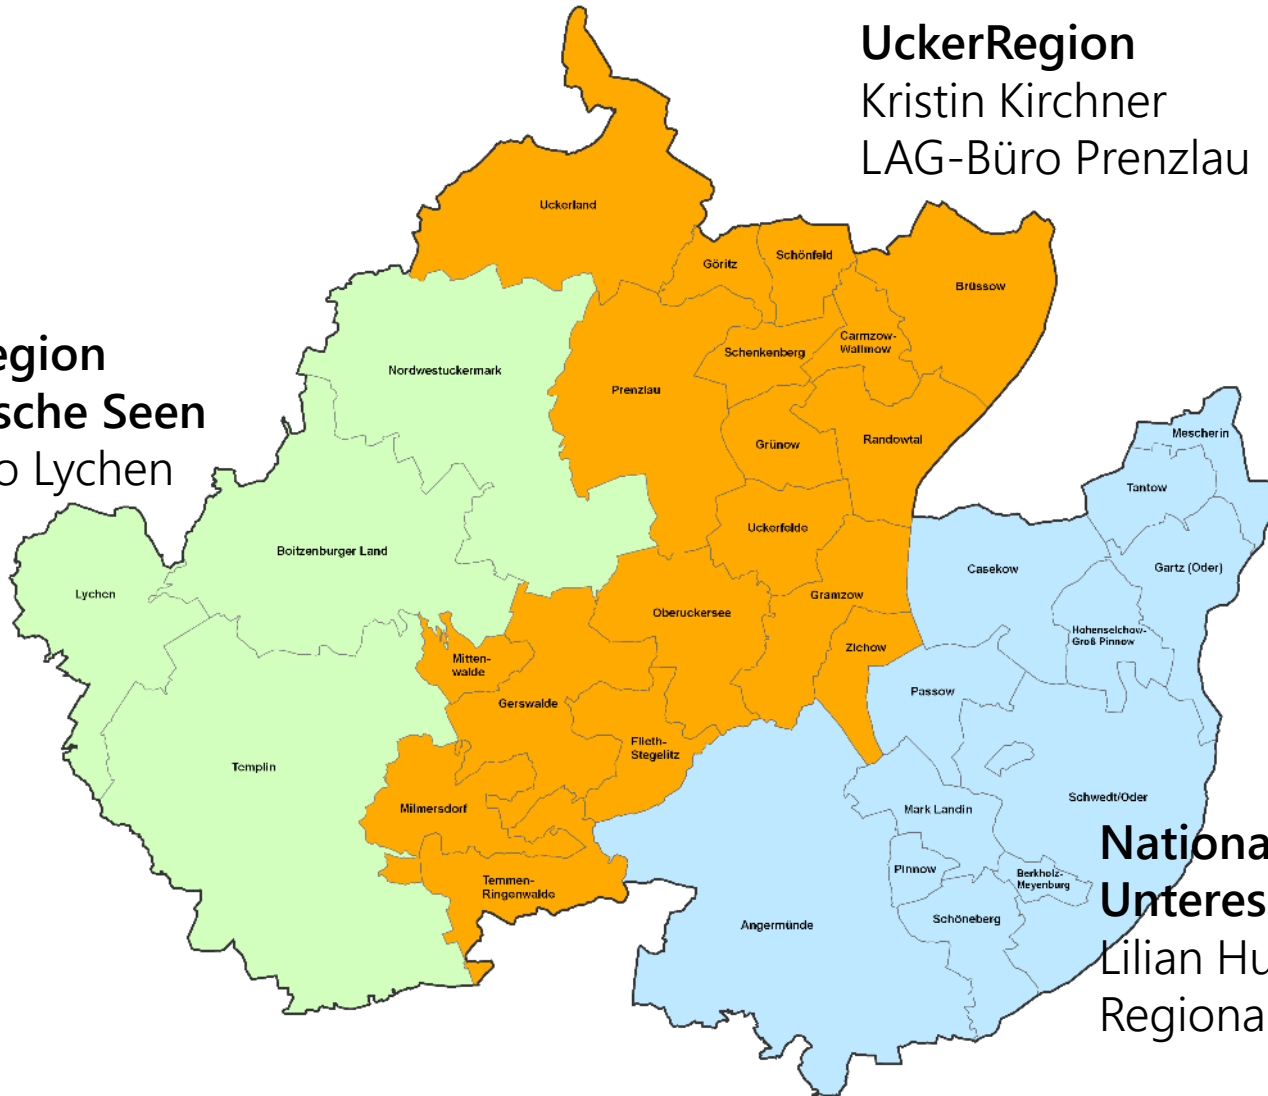 UckerRegion
Kristin Kirchner
LAG-Büro Prenzlau
Uckerland
Göritz
Schönfeld
Brüssow
egion
sche Seen
o Lychen
Nordwestuckermark
Prenzlau
Schenkenberg
Carmzow-
Wallmow
Grünow
Randowtal
Mescherin
Tantow
Uckerfelde
Boitzenburger Land
Casekow
Gartz (Oder)
Lychen
Oberuckersee
Gramzow
Hohenselchow-
Groß Pinnow
Mitten-
walde
Zichow
Passow
Gerswalde
Flieth-
Stegelitz
Templin
Milmersdorf
Mark Landin
Schwedt/Oder
Temmen-
Ringenwalde
Pinnow
Berkholz-
Meyenburg
Angermünde
Schöneberg
Nationa
Unteres
Lilian Hu
Regiona